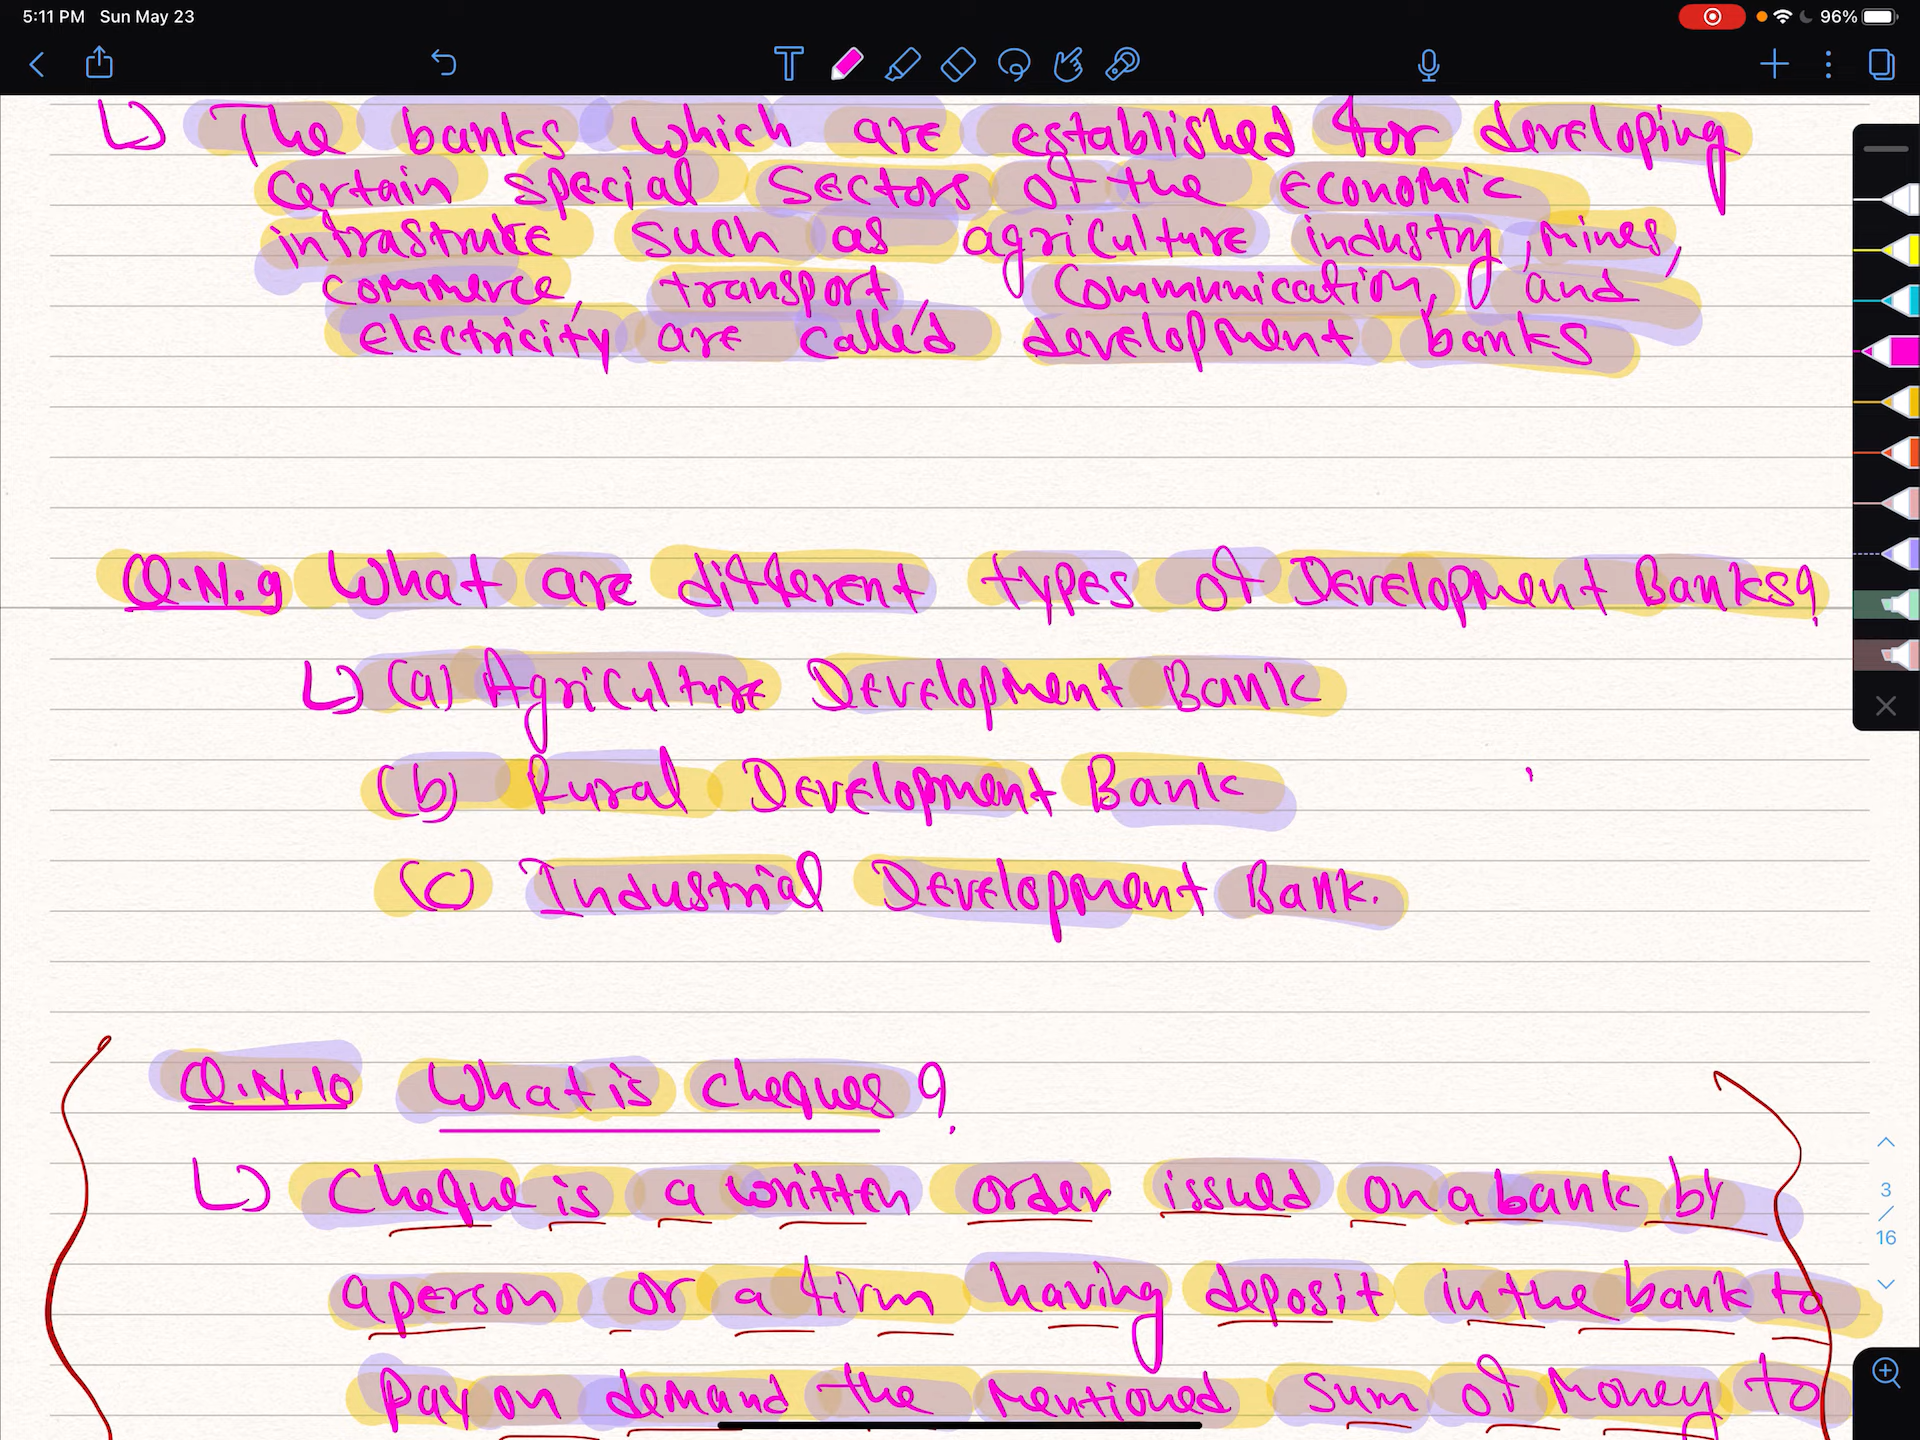 5:11 PM Sun May 23
96%
The banks which are established for developing
Certain special sectors of the economic
infrastrukte such as agriculture industry, mines,
commerce, transport, Communication, and
electricity are called development banks
Q.N.9 What are different types of Development Banks?
(a) Agriculture Development Bank
(b) Rural Development Bank
(c) Industrial Development Bank.
Q.N.10 What is cheques?
Cheque is a written order issued on a bank by
a person or a firm having deposit in the bank to
Pay on demand the mentioned sum of money to
3
/
16